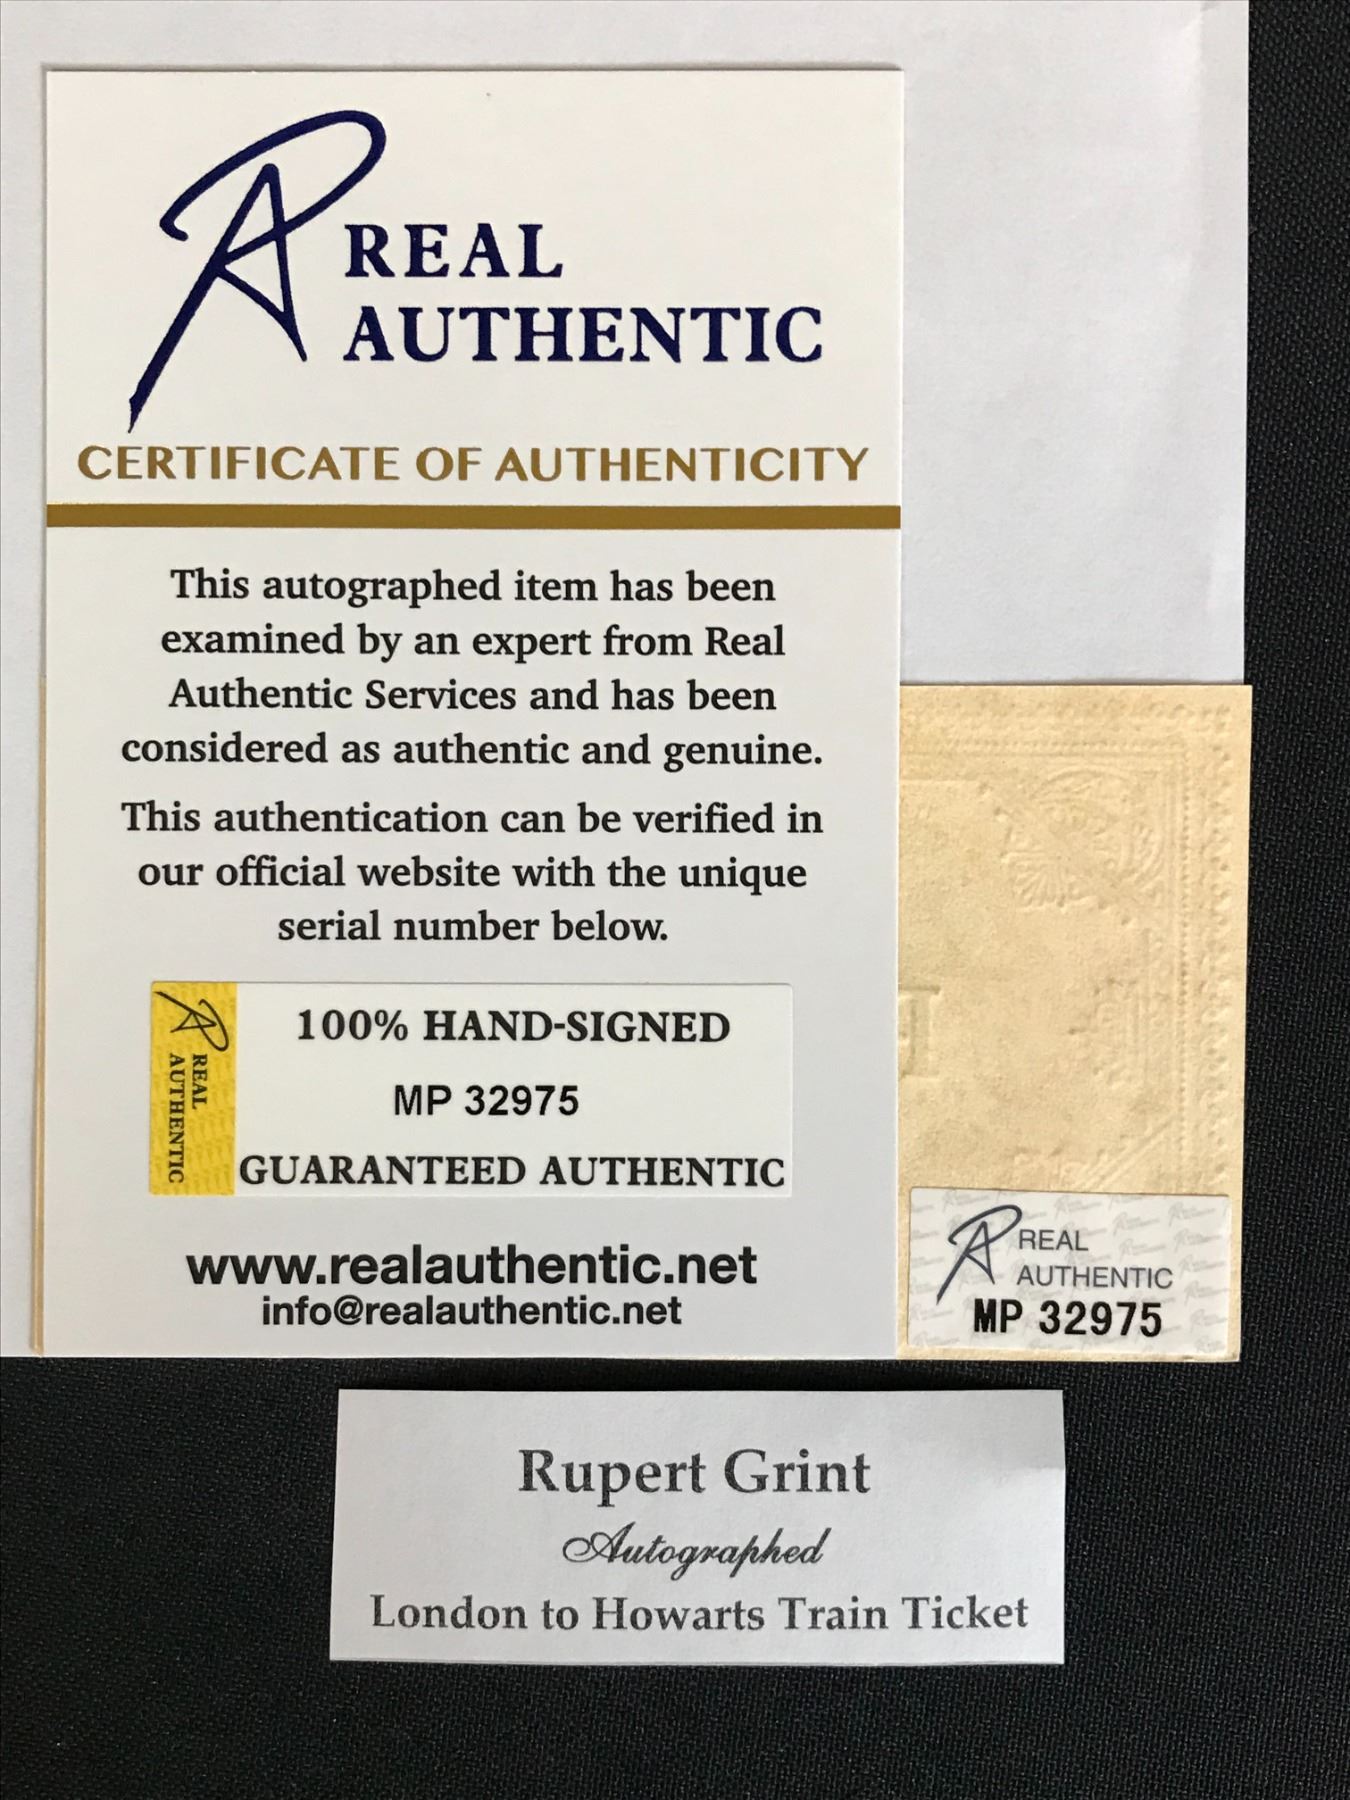 REAL
AUTHENTIC
CERTIFICATE OF AUTHENTICITY
This autographed item has been
examined by an expert from Real
Authentic Services and has been
considered as authentic and genuine.
This authentication can be verified in
our official website with the unique
serial number below.
REAL
AUTHENTIC
100% HAND-SIGNED
MP 32975
GUARANTEED AUTHENTIC
www.realauthentic.net
info@realauthentic.net
REAL
AUTHENTIC
MP 32975
Rupert Grint
Autographed
London to Howarts Train Ticket